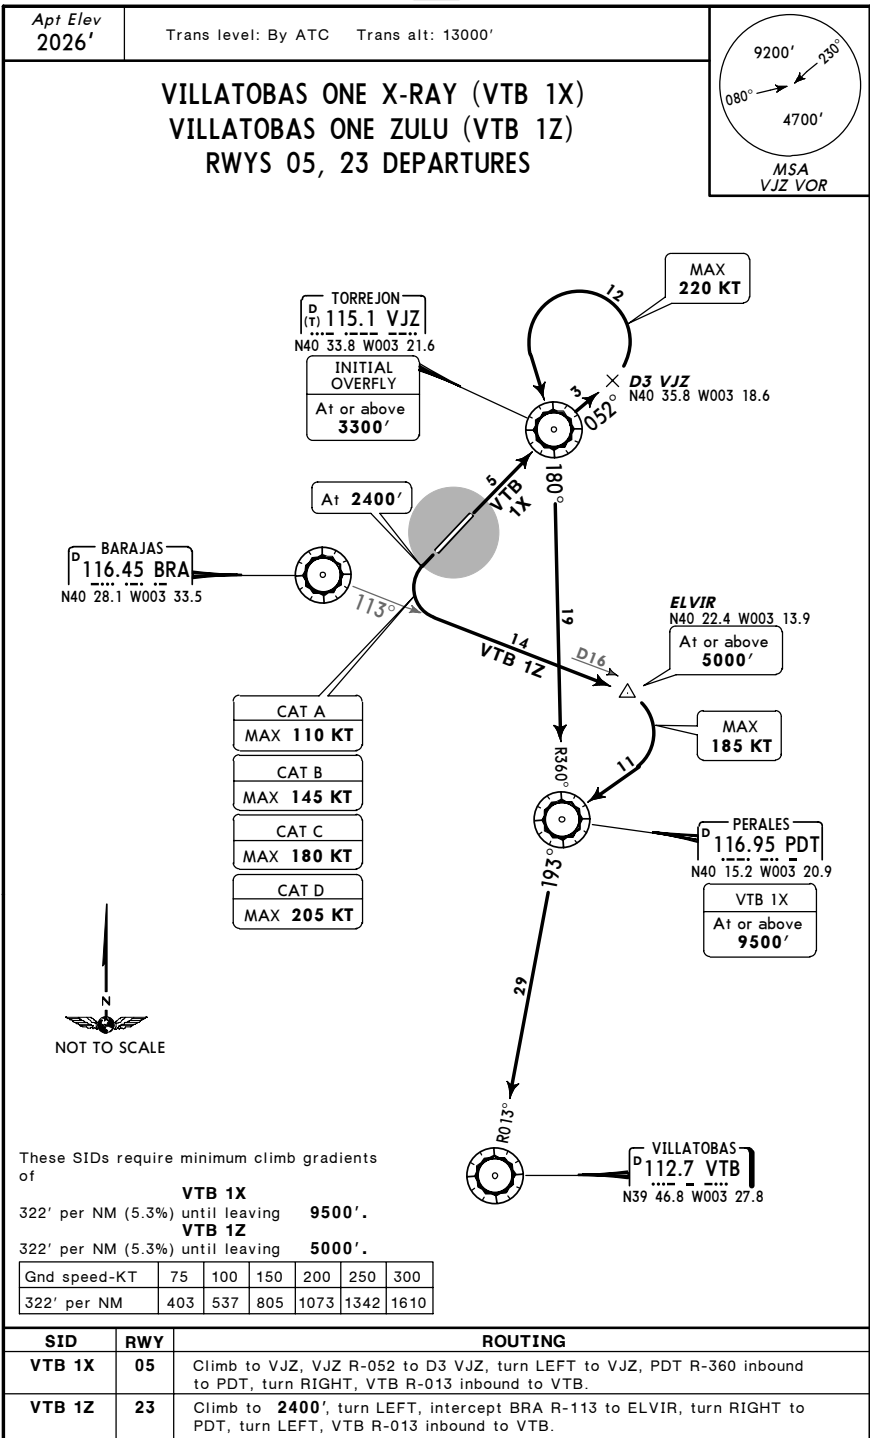 Apt Elev
2026'
Trans level: By ATC Trans alt: 13000'
VILLATOBAS ONE X-RAY (VTB 1X)
VILLATOBAS ONE ZULU (VTB 1Z)
RWYS 05, 23 DEPARTURES
9200'
230°
080°
4700'
MSA
VJZ VOR
MAX
220 KT
12
TORREJON
D
(T) 115.1 VJZ
N40 33.8 W003 21.6
INITIAL
OVERFLY
At or above
3300'
D3 VJZ
N40 35.8 W003 18.6
3
052°
180°
5
VTB
1X
At 2400'
BARAJAS
D 116.45 BRA
N40 28.1 W003 33.5
113°
19
14
VTB 1Z
D16
ELVIR
N40 22.4 W003 13.9
At or above
5000'
MAX
185 KT
11
CAT A
MAX 110 KT
CAT B
MAX 145 KT
CAT C
MAX 180 KT
CAT D
MAX 205 KT
R360°
193°
PERALES
D 116.95 PDT
N40 15.2 W003 20.9
VTB 1X
At or above
9500'
29
N
NOT TO SCALE
R013°
VILLATOBAS
D 112.7 VTB
N39 46.8 W003 27.8
These SIDs require minimum climb gradients
of
VTB 1X
322' per NM (5.3%) until leaving 9500'.
VTB 1Z
322' per NM (5.3%) until leaving 5000'.
Gnd speed-KT 75 100 150 200 250 300
322' per NM 403 537 805 1073 1342 1610
SID RWY ROUTING
VTB 1X 05 Climb to VJZ, VJZ R-052 to D3 VJZ, turn LEFT to VJZ, PDT R-360 inbound
to PDT, turn RIGHT, VTB R-013 inbound to VTB.
VTB 1Z 23 Climb to 2400', turn LEFT, intercept BRA R-113 to ELVIR, turn RIGHT to
PDT, turn LEFT, VTB R-013 inbound to VTB.